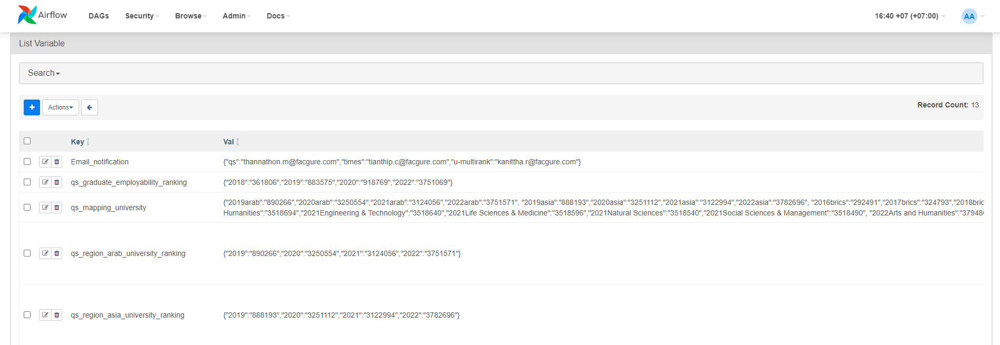 Airflow DAGs Security Browse Admin Docs 16:40 +07 (+07:00) AA
List Variable
Search
Actions Record Count: 13
Key Val
Email_notification {"qs":"thannathon.m@facgure.com","times":"tianthip.c@facgure.com","u-multirank":"kanittha.r@facgure.com"}
qs_graduate_employability_ranking {"2018":"361806","2019":"883575","2020":"918769","2022":"3751069"}
qs_mapping_university {"2019arab":"890266","2020arab":"3250554","2021arab":"3124056","2022arab":"3751571", "2019asia":"888193","2020asia":"3251112","2021asia":"3122994","2022asia":"3782696", "2016brics":"292491","2017brics":"324793","2018bric
Humanities":"3518694","2021Engineering & Technology":"3518640","2021Life Sciences & Medicine":"3518596","2021Natural Sciences":"3518540","2021Social Sciences & Management":"3518490", "2022Arts and Humanities":"37948
qs_region_arab_university_ranking {"2019":"890266","2020":"3250554","2021":"3124056","2022":"3751571"}
qs_region_asia_university_ranking {"2019":"888193","2020":"3251112","2021":"3122994","2022":"3782696"}